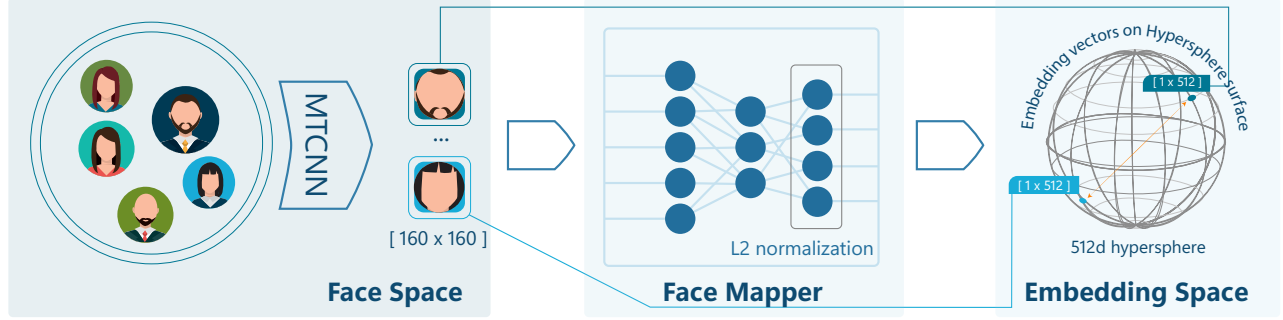 MTCNN
...
[ 160 x 160 ]
Face Space
L2 normalization
Face Mapper
Embedding vectors on Hypersphere surface
[ 1 x 512 ]
[ 1 x 512 ]
512d hypersphere
Embedding Space